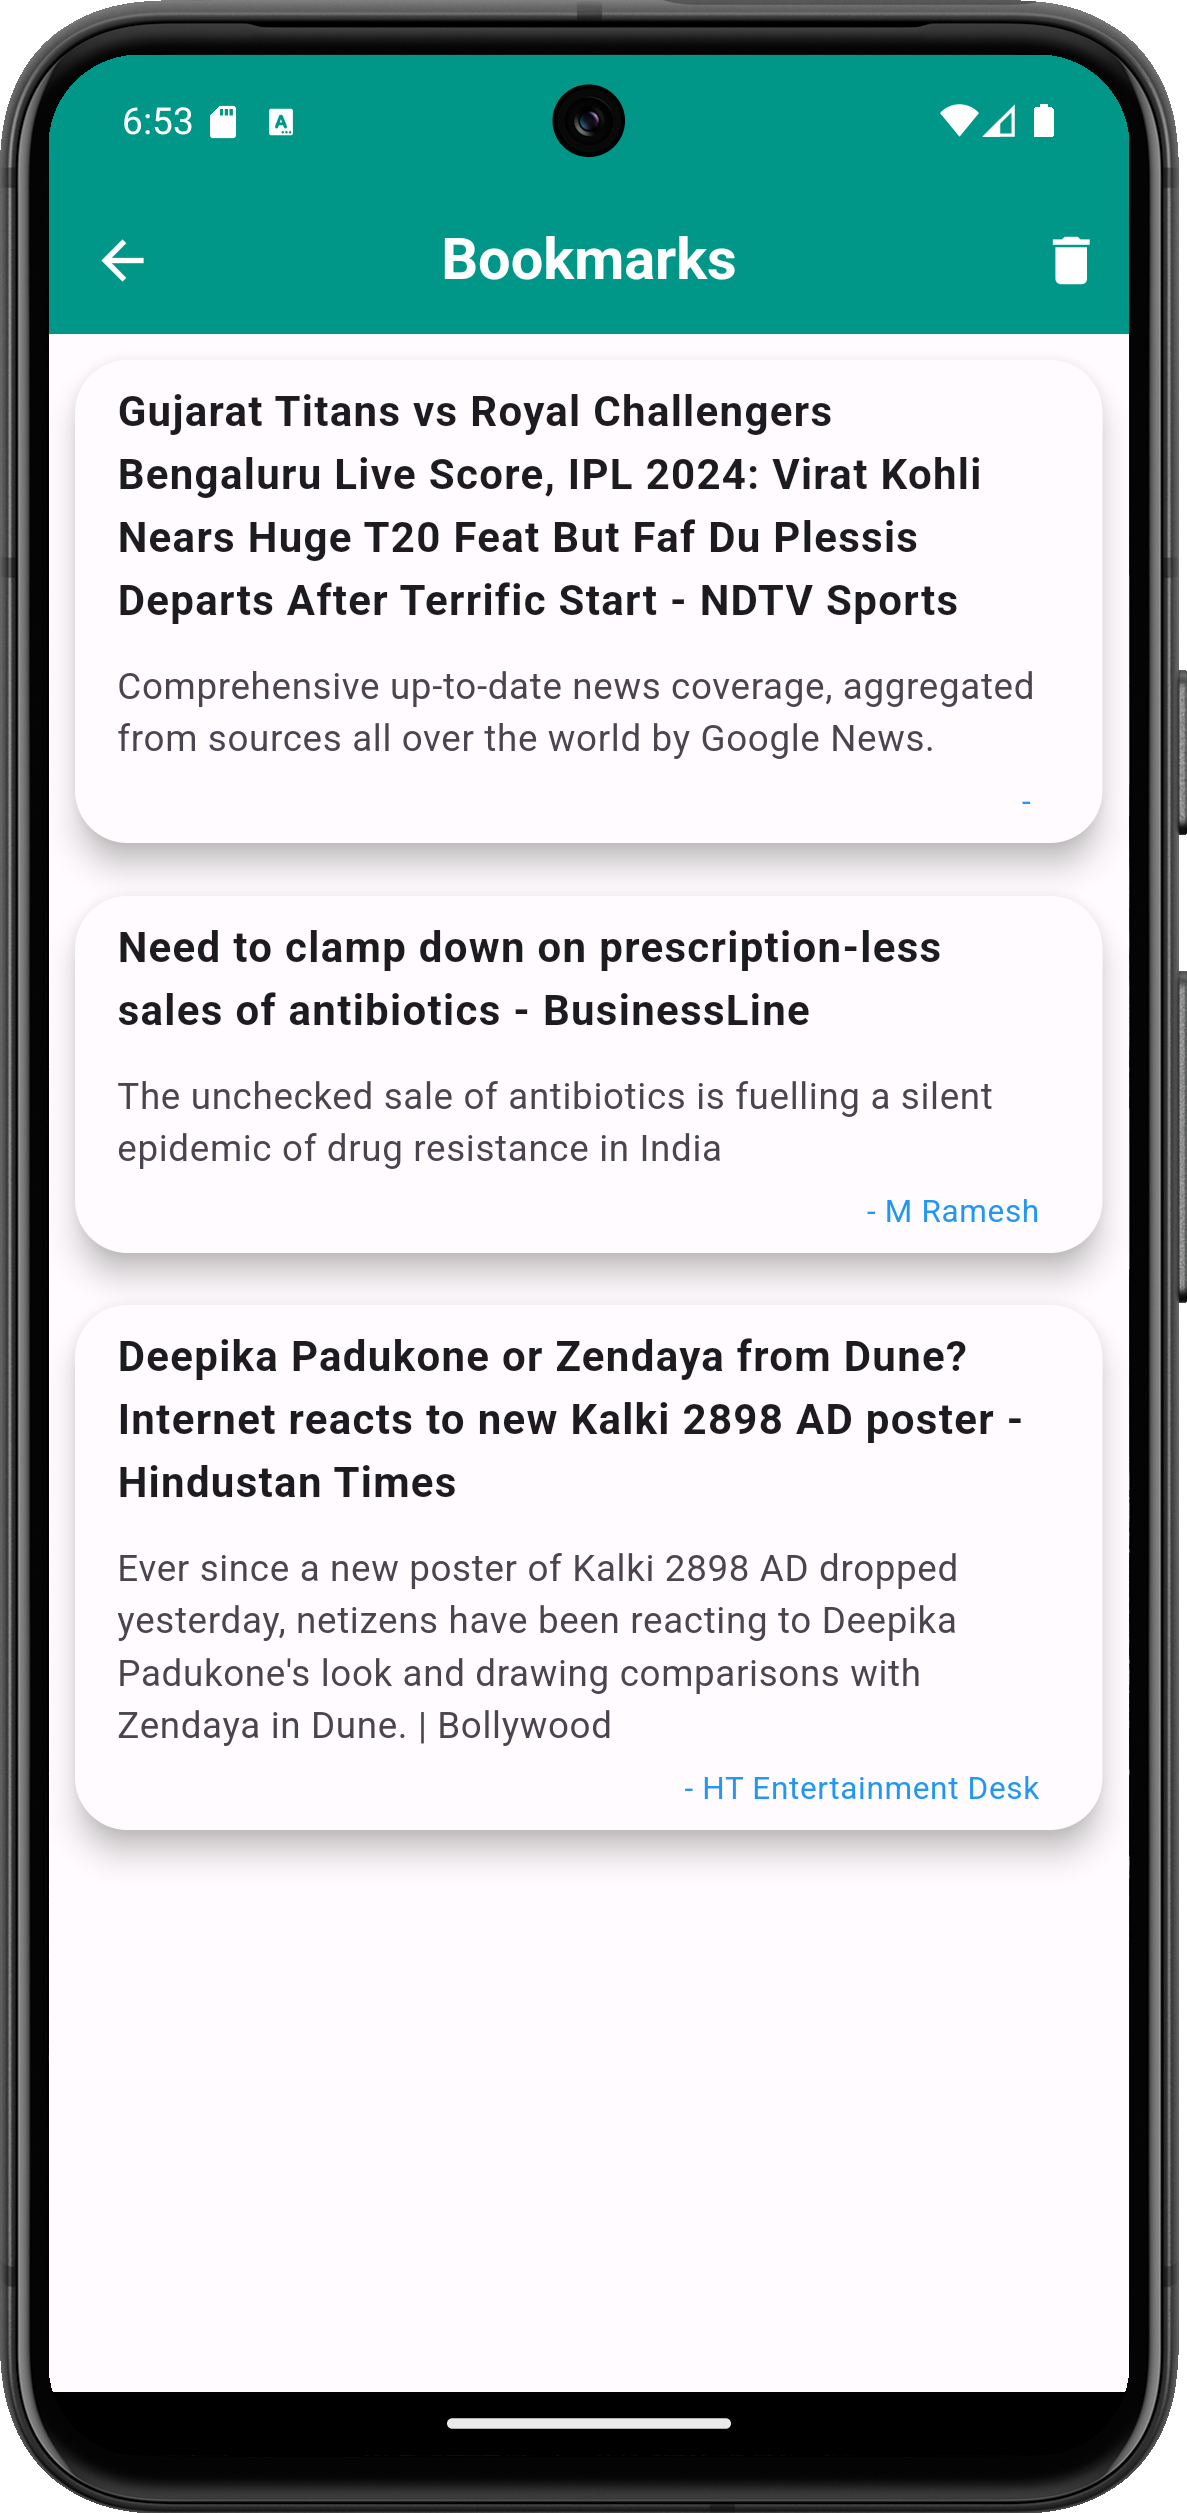 6:53
Bookmarks
Gujarat Titans vs Royal Challengers
Bengaluru Live Score, IPL 2024: Virat Kohli
Nears Huge T20 Feat But Faf Du Plessis
Departs After Terrific Start - NDTV Sports
Comprehensive up-to-date news coverage, aggregated
from sources all over the world by Google News.
-
Need to clamp down on prescription-less
sales of antibiotics - BusinessLine
The unchecked sale of antibiotics is fuelling a silent
epidemic of drug resistance in India
- M Ramesh
Deepika Padukone or Zendaya from Dune?
Internet reacts to new Kalki 2898 AD poster -
Hindustan Times
Ever since a new poster of Kalki 2898 AD dropped
yesterday, netizens have been reacting to Deepika
Padukone's look and drawing comparisons with
Zendaya in Dune. | Bollywood
- HT Entertainment Desk